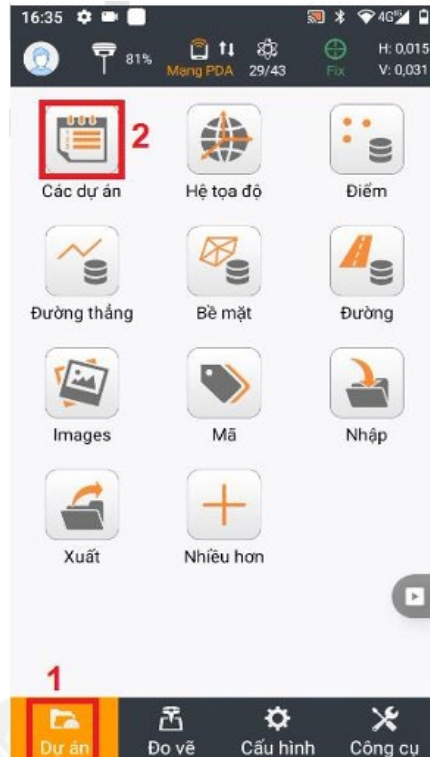 16:35 4G
81% 29/43 H: 0,015
Mạng PDA Fix V: 0,031
2
Các dự án Hệ tọa độ Điểm
Đường thẳng Bề mặt Đường
Images Mã Nhập
Xuất Nhiều hơn
1
Dự án Đo vẽ Cấu hình Công cụ